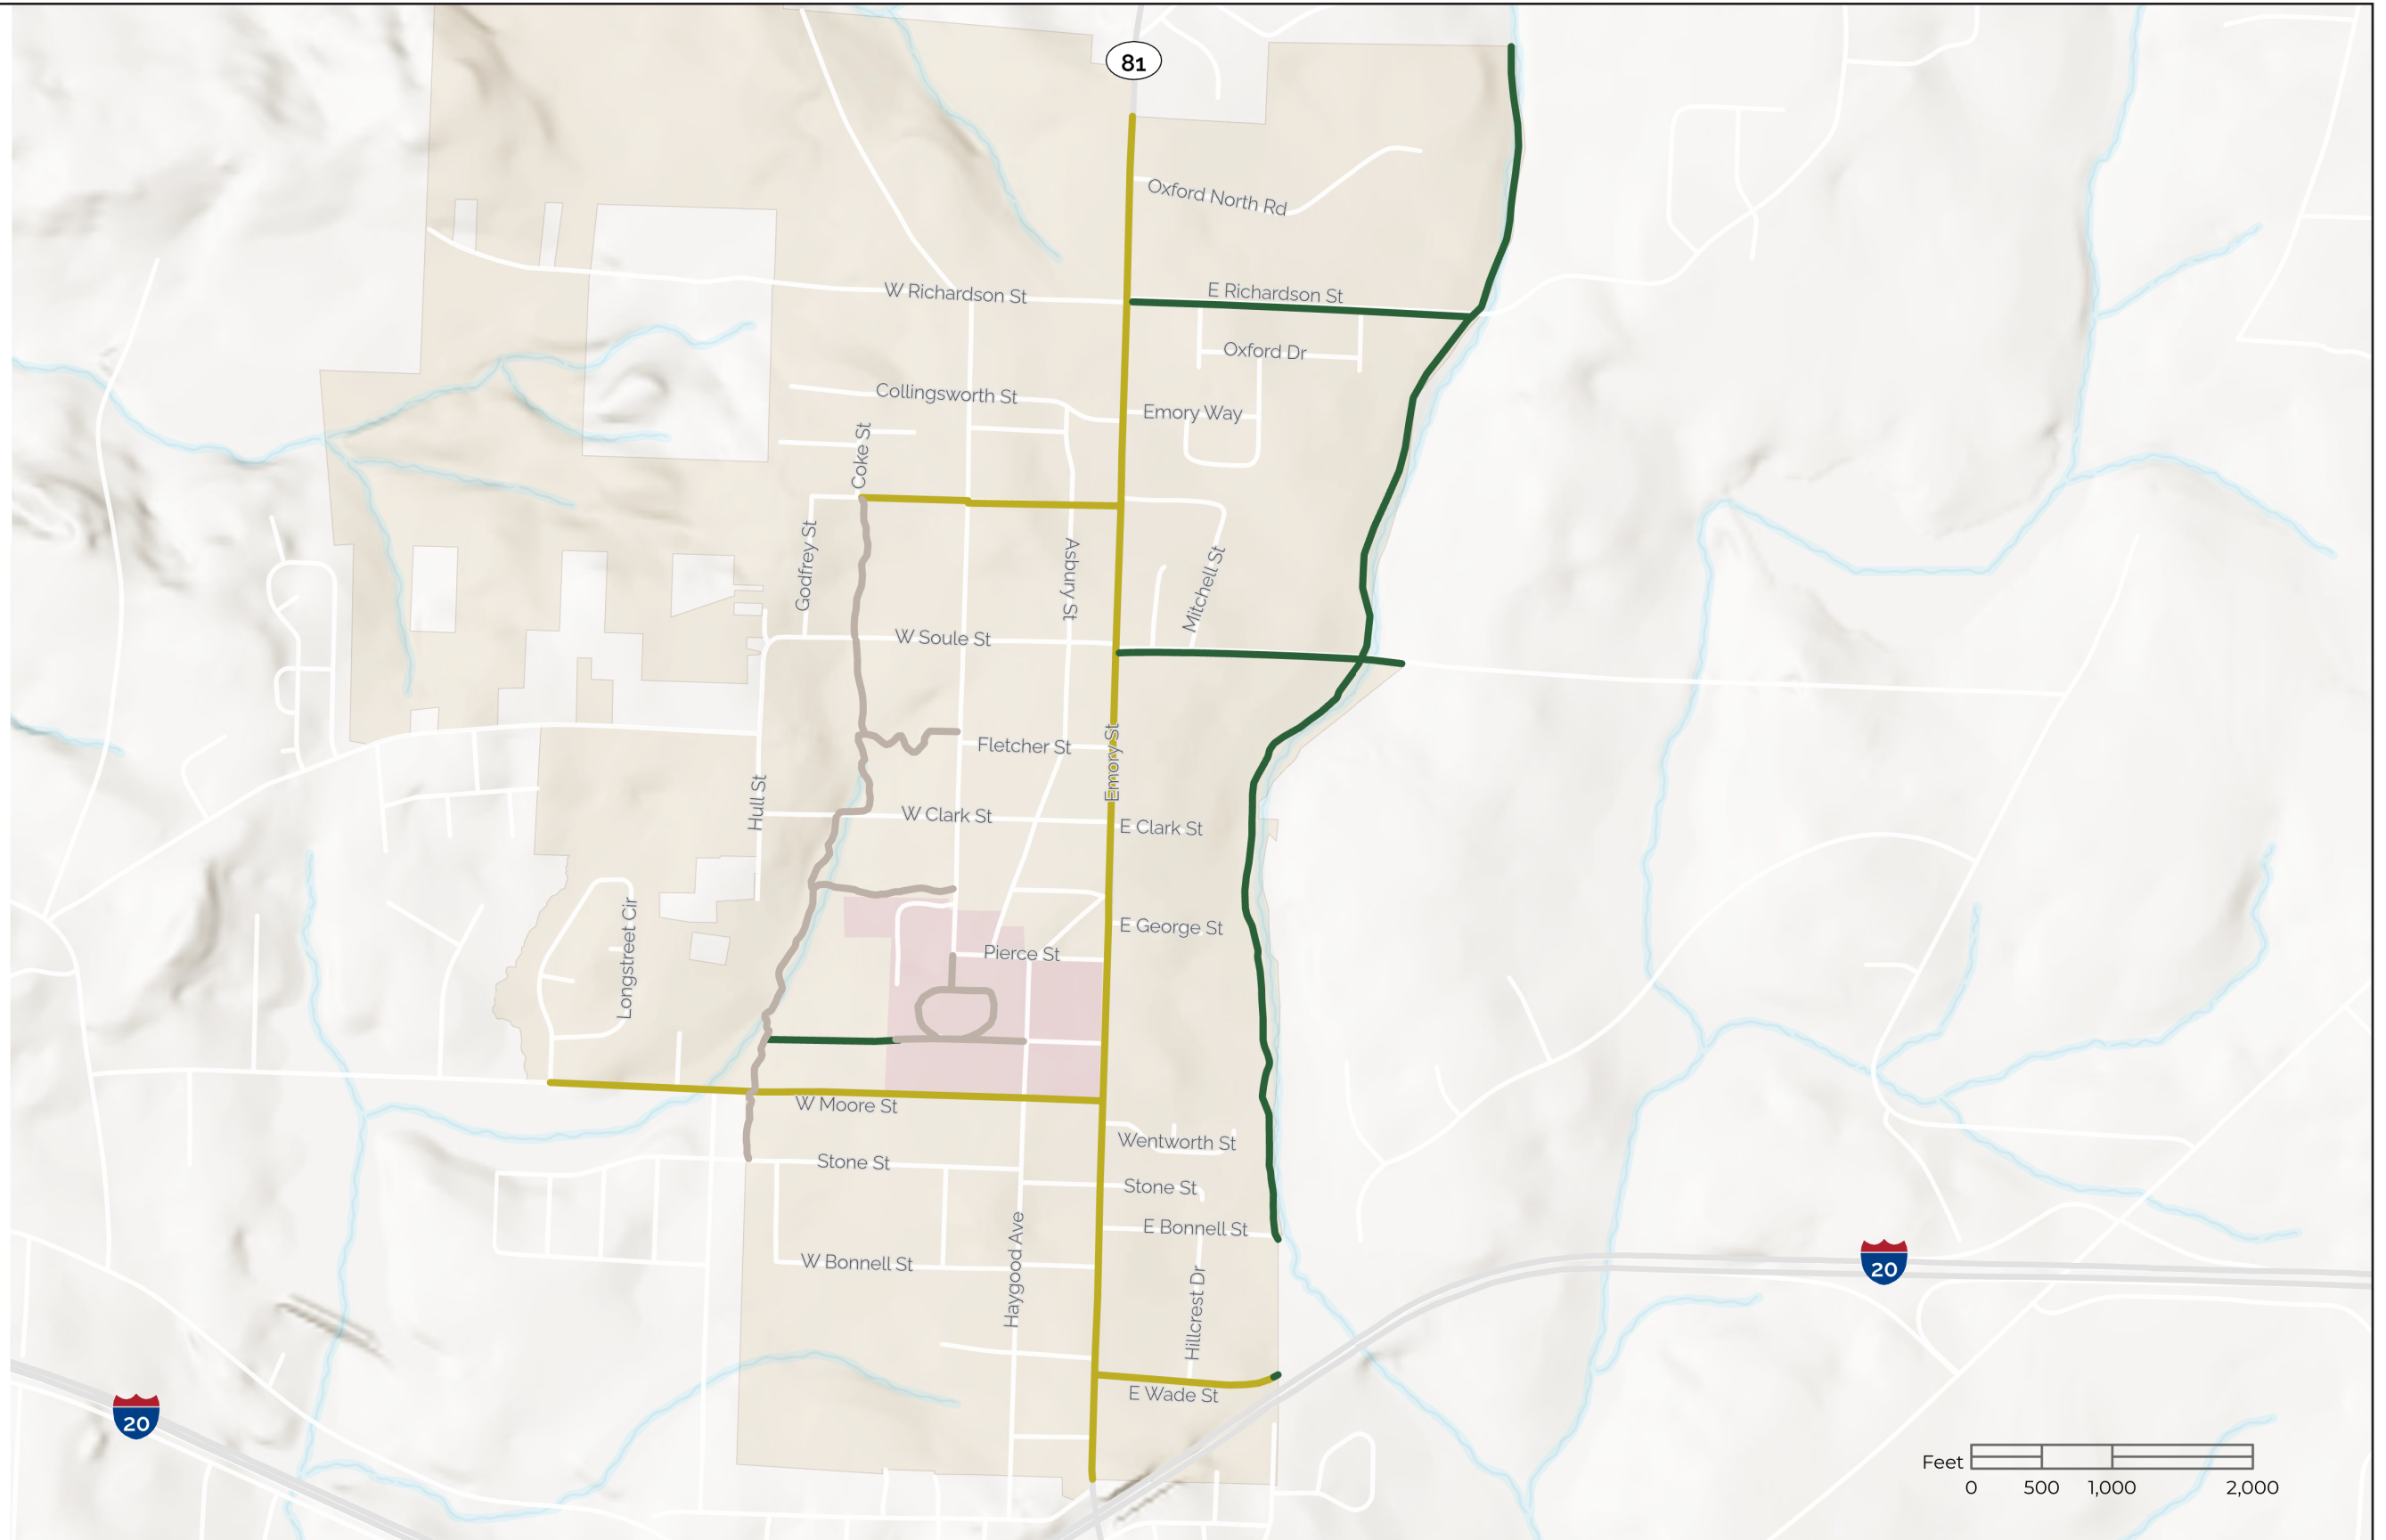 81
Oxford North Rd
W Richardson St
E Richardson St
Oxford Dr
Collingsworth St
Emory Way
Coke St
Godfrey St
Asbury St
Mitchell St
W Soule St
Emory St
Fletcher St
Hull St
W Clark St
E Clark St
Longstreet Cir
E George St
Pierce St
W Moore St
Wentworth St
Stone St
Stone St
E Bonnell St
W Bonnell St
Haygood Ave
Hillcrest Dr
20
E Wade St
20
Feet
0 500 1,000 2,000